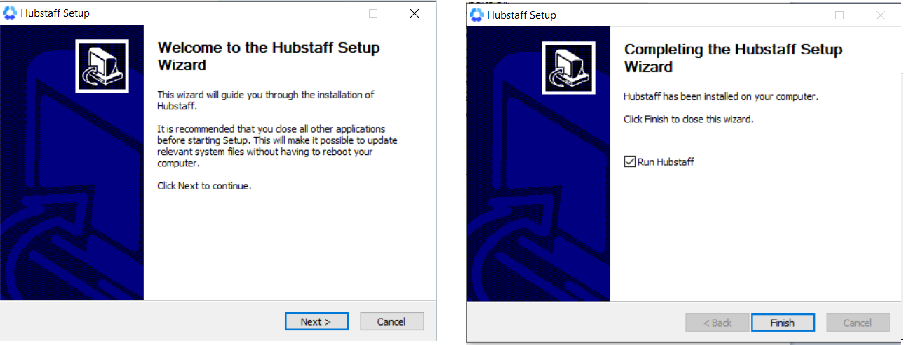 Hubstaff Setup
Welcome to the Hubstaff Setup
Wizard
This wizard will guide you through the installation of
Hubstaff.
It is recommended that you close all other applications
before starting Setup. This will make it possible to update
relevant system files without having to reboot your
computer.
Click Next to continue.
Next >
Cancel
Hubstaff Setup
Completing the Hubstaff Setup
Wizard
Hubstaff has been installed on your computer.
Click Finish to close this wizard.
Run Hubstaff
< Back
Finish
Cancel